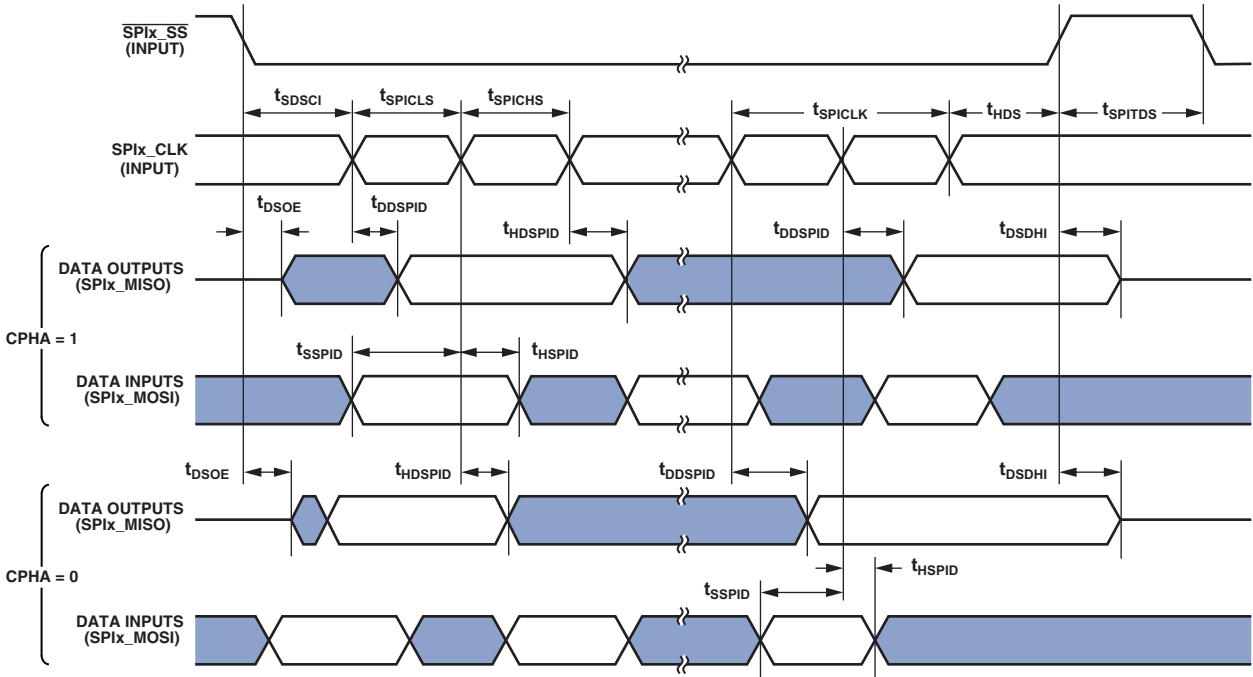 SPIx_SS
(INPUT)
tSDSCI tSPICLS tSPICHS tSPICLK tHDS tSPITDS
SPIx_CLK
(INPUT)
tDSOE tDDSPID tHDSPID tDDSPID tDSDHI
DATA OUTPUTS
(SPIx_MISO)
CPHA = 1
tSSPID tHSPID
DATA INPUTS
(SPIx_MOSI)
tDSOE tHDSPID tDDSPID tDSDHI
DATA OUTPUTS
(SPIx_MISO)
CPHA = 0
tHSPID
tSSPID
DATA INPUTS
(SPIx_MOSI)